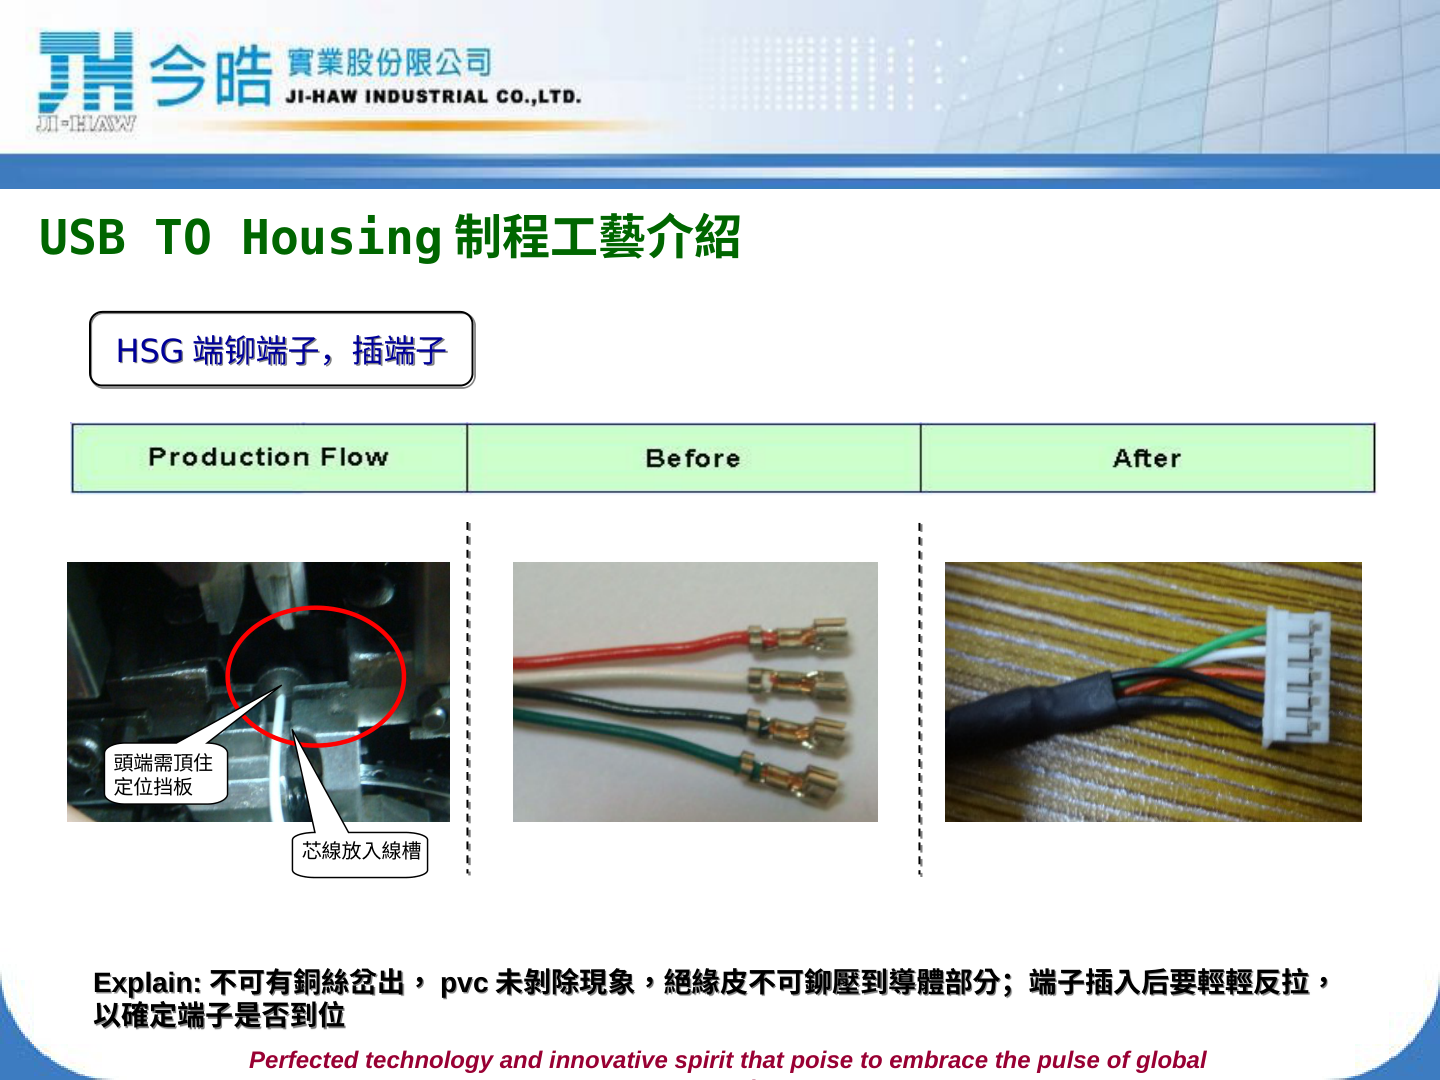 JH 今皓 實業股份限公司
JI-HAW INDUSTRIAL CO.,LTD.
JI-HAW
USB TO Housing 制程工藝介紹
HSG 端铆端子，插端子
Production Flow Before After
頭端需頂住
定位挡板
芯線放入線槽
Explain: 不可有銅絲岔出， pvc 未剝除現象，絕緣皮不可鉚壓到導體部分；端子插入后要輕輕反拉，
以確定端子是否到位
Perfected technology and innovative spirit that poise to embrace the pulse of global